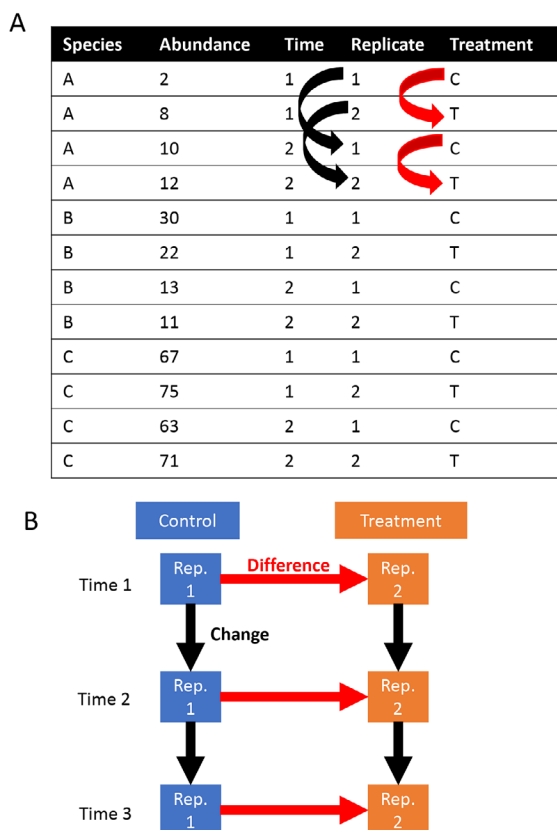 A
Species Abundance Time Replicate Treatment
A 2 1 1 C
A 8 1 2 T
A 10 2 1 C
A 12 2 2 T
B 30 1 1 C
B 22 1 2 T
B 13 2 1 C
B 11 2 2 T
C 67 1 1 C
C 75 1 2 T
C 63 2 1 C
C 71 2 2 T
B
Control Treatment
Time 1 Rep. 1 Difference Rep. 2
Change
Time 2 Rep. 1 Rep. 2
Time 3 Rep. 1 Rep. 2